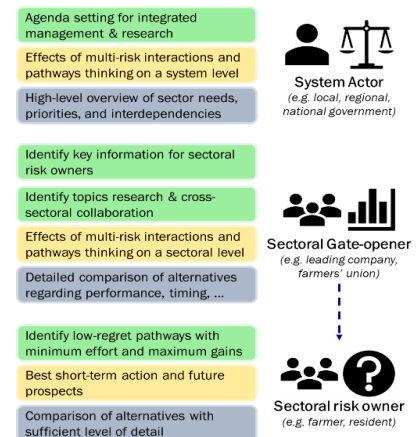 Agenda setting for integrated
management & research
Effects of multi-risk interactions and
pathways thinking on a system level
High-level overview of sector needs,
priorities, and interdependencies
System Actor
(e.g. local, regional,
national government)
Identify key information for sectoral
risk owners
Identify topics research & cross-
sectoral collaboration
Effects of multi-risk interactions and
pathways thinking on a sectoral level
Detailed comparison of alternatives
regarding performance, timing, ...
Sectoral Gate-opener
(e.g. leading company,
farmers' union)
Identify low-regret pathways with
minimum effort and maximum gains
Best short-term action and future
prospects
Comparison of alternatives with
sufficient level of detail
?
Sectoral risk owner
(e.g. farmer, resident)